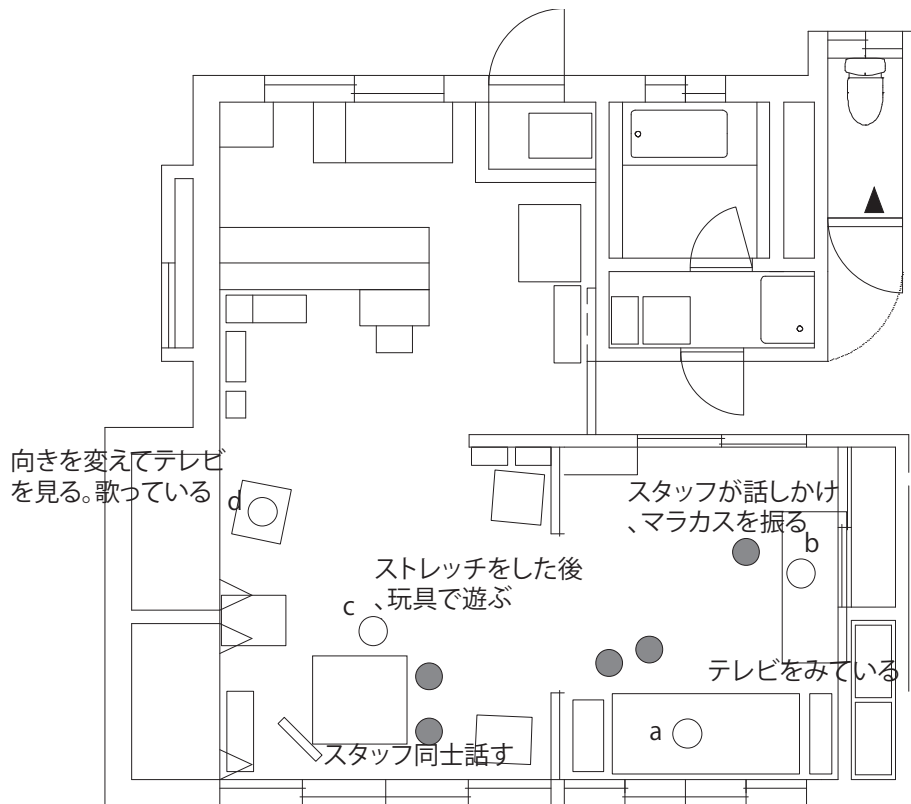 向きを変えてテレビ
を見る。歌っている
d
スタッフが話しかけ
、マラカスを振る
b
ストレッチをした後
、玩具で遊ぶ
c
テレビをみている
a
スタッフ同士話す